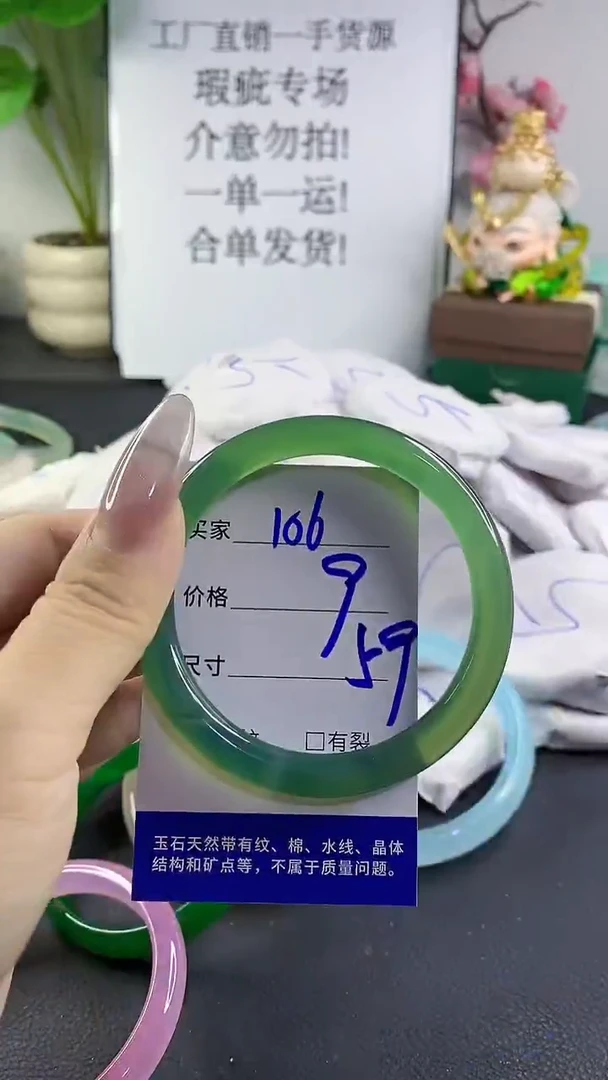 工厂直销一手货源
瑕疵专场
介意勿拍!
一单一运!
合单发货!
买家 106
价格 9
尺寸 59
纹 □有裂
玉石天然带有纹、棉、水线、晶体
结构和矿点等，不属于质量问题。